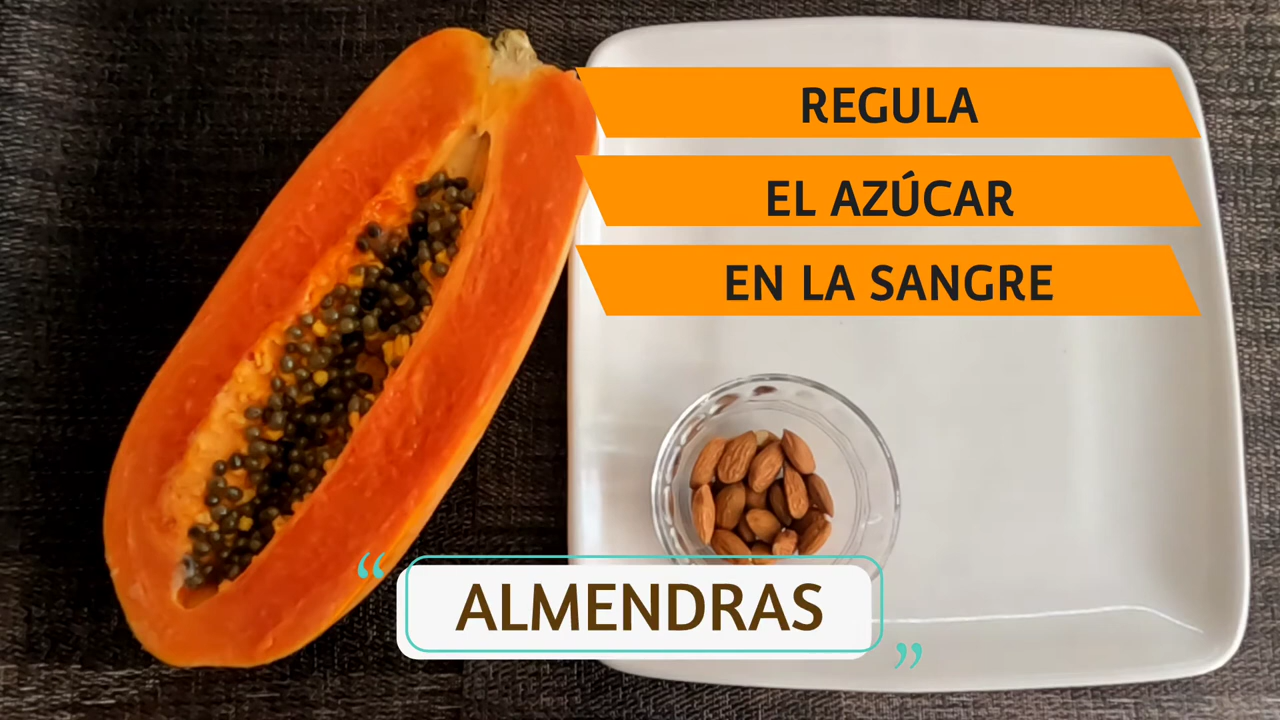 REGULA
EL AZÚCAR
EN LA SANGRE
“ ALMENDRAS ”